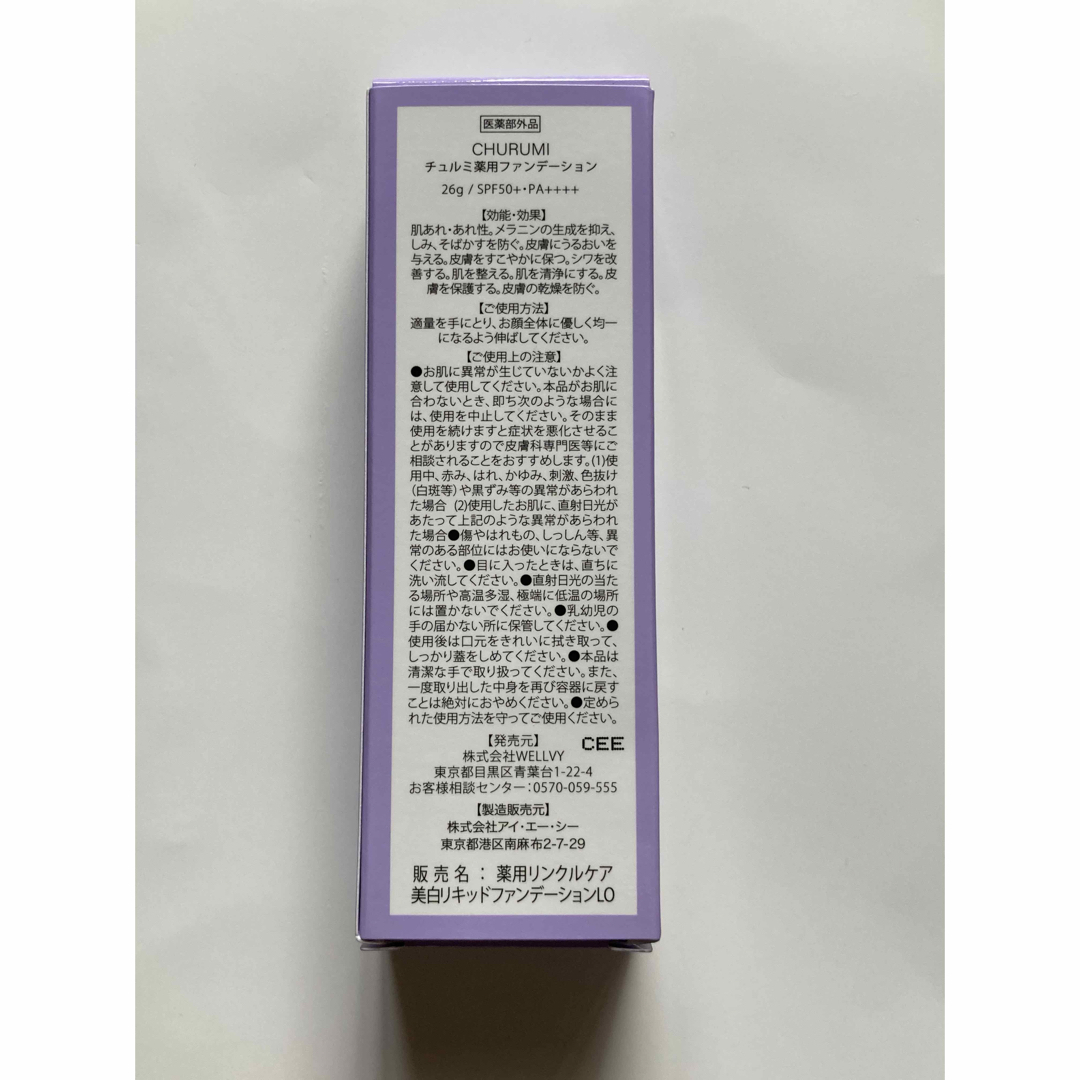 医薬部外品
CHURUMI
チュルミ薬用ファンデーション
26g / SPF50+・PA++++
【効能・効果】
肌あれ・あれ性。メラニンの生成を抑え、
しみ、そばかすを防ぐ。皮膚にうるおいを
与える。皮膚をすこやかに保つ。シワを改
善する。肌を整える。肌を清浄にする。皮
膚を保護する。皮膚の乾燥を防ぐ。
【ご使用方法】
適量を手にとり、お顔全体に優しく均一
になるよう伸ばしてください。
【ご使用上の注意】
●お肌に異常が生じていないかよく注
意して使用してください。本品がお肌に
合わないとき、即ち次のような場合に
は、使用を中止してください。そのまま
使用を続けますと症状を悪化させるこ
とがありますので皮膚科専門医等にご
相談されることをおすすめします。(1)使
用中、赤み、はれ、かゆみ、刺激、色抜け
(白斑等)や黒ずみ等の異常があらわれ
た場合 (2)使用したお肌に、直射日光が
あたって上記のような異常があらわれ
た場合●傷やはれもの、しっしん等、異
常のある部位にはお使いにならないで
ください。●目に入ったときは、直ちに
洗い流してください。●直射日光の当た
る場所や高温多湿、極端に低温の場所
には置かないでください。●乳幼児の
手の届かない所に保管してください。●
使用後は口元をきれいに拭き取って、
しっかり蓋をしめてください。●本品は
清潔な手で取り扱ってください。また、
一度取り出した中身を再び容器に戻す
ことは絶対におやめください。●定めら
れた使用方法を守ってご使用ください。
【発売元】 CEE
株式会社WELLVY
東京都目黒区青葉台1-22-4
お客様相談センター:0570-059-555
【製造販売元】
株式会社アイ・エー・シー
東京都港区南麻布2-7-29
販売名：薬用リンクルケア
美白リキッドファンデーションLO